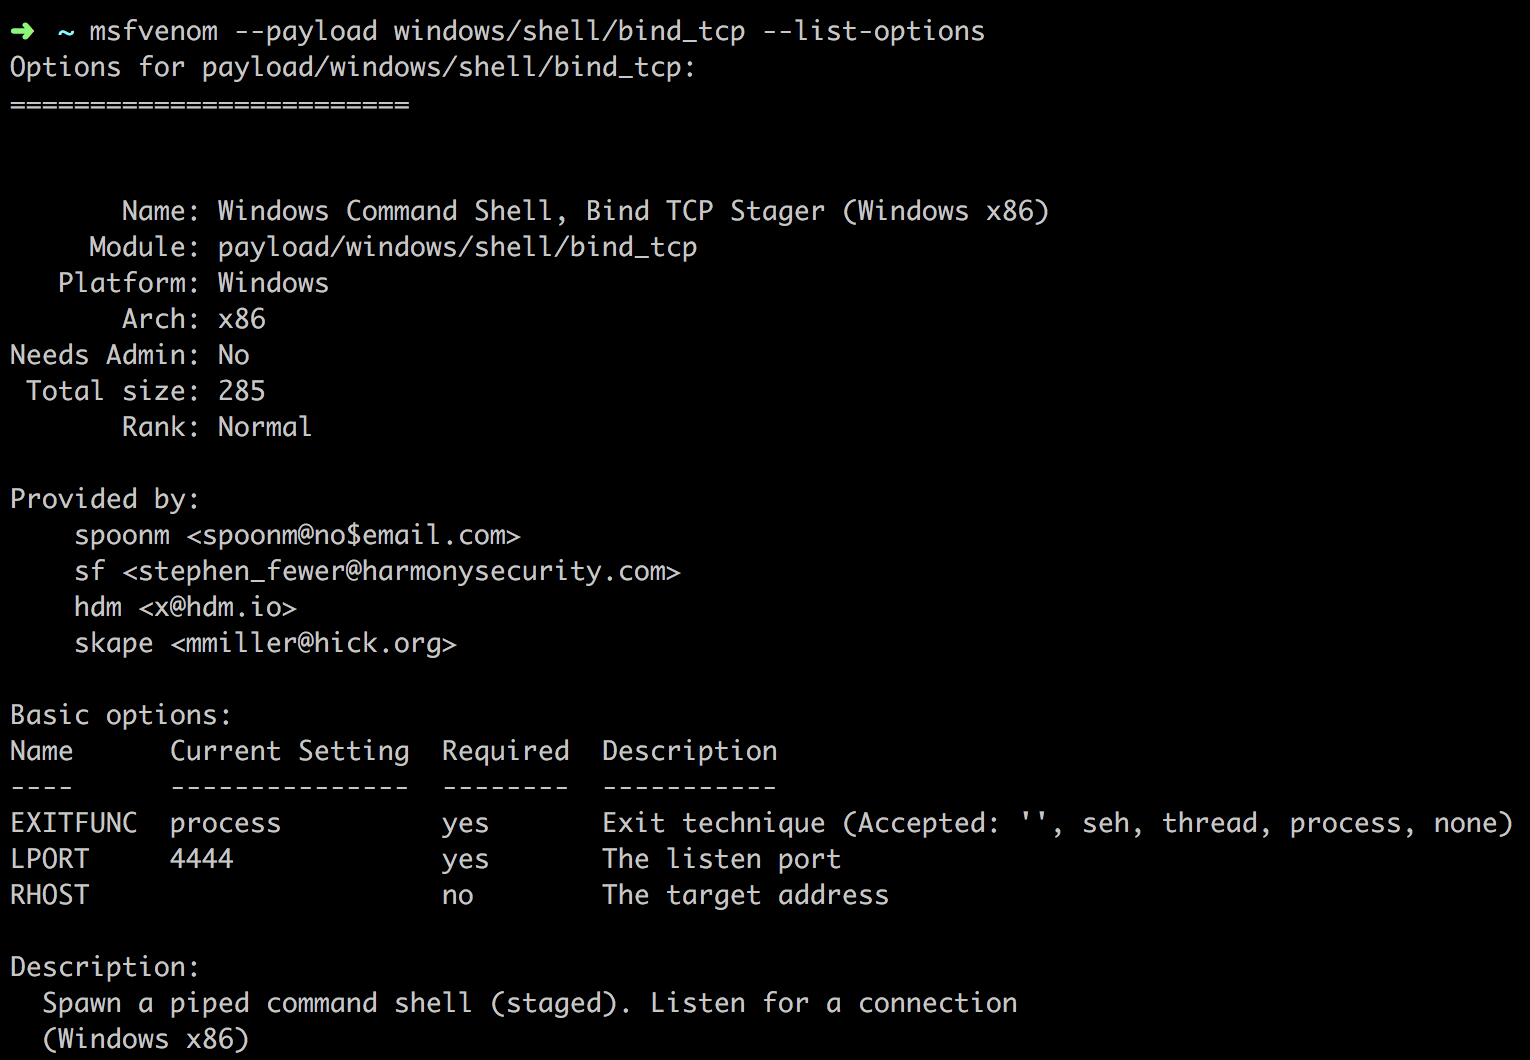 ➜ ~ msfvenom --payload windows/shell/bind_tcp --list-options
Options for payload/windows/shell/bind_tcp:
=========================
Name: Windows Command Shell, Bind TCP Stager (Windows x86)
Module: payload/windows/shell/bind_tcp
Platform: Windows
Arch: x86
Needs Admin: No
Total size: 285
Rank: Normal
Provided by:
spoonm <spoonm@no$email.com>
sf <stephen_fewer@harmonysecurity.com>
hdm <x@hdm.io>
skape <mmiller@hick.org>
Basic options:
Name      Current Setting  Required  Description
----      ---------------  --------  -----------
EXITFUNC  process          yes       Exit technique (Accepted: '', seh, thread, process, none)
LPORT     4444             yes       The listen port
RHOST                      no        The target address
Description:
Spawn a piped command shell (staged). Listen for a connection
(Windows x86)